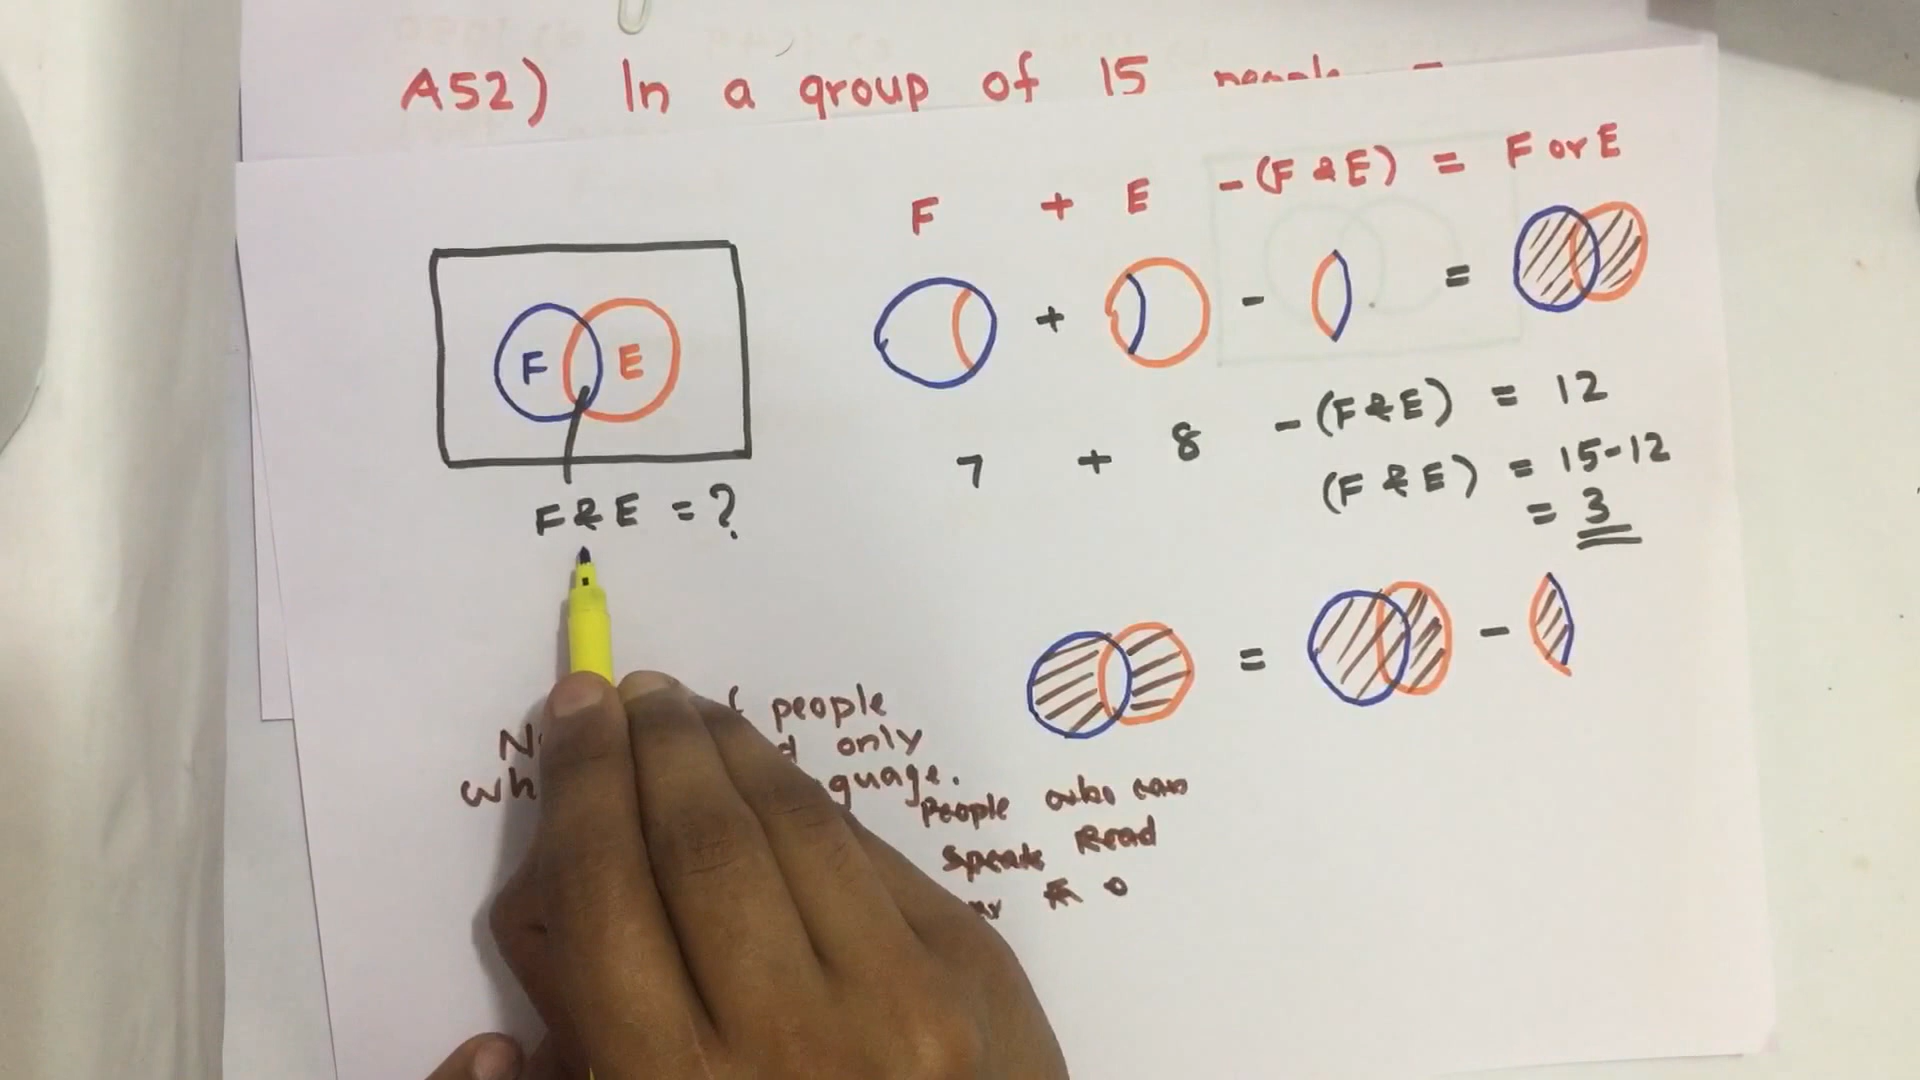 A52) In a group of 15
F + E - (F & E) = F or E
+ - =
F E
7 + 8 - (F & E) = 12
(F & E) = 15-12
= 3
F & E = ?
= -
people
only
guage.
People who can
speak Read